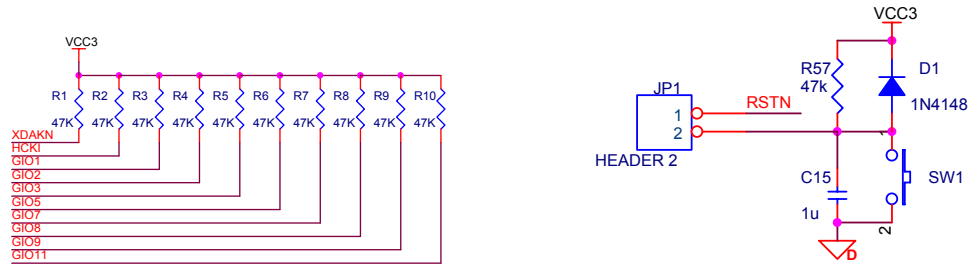 VCC3
R1 R2 R3 R4 R5 R6 R7 R8 R9 R10
47K 47K 47K 47K 47K 47K 47K 47K 47K 47K
XDAKN
HCKI
GIO1
GIO2
GIO3
GIO5
GIO7
GIO8
GIO9
GIO11
VCC3
R57
47k
D1
1N4148
JP1
1
2
RSTN
HEADER 2
C15
1u
1
SW1
2
D